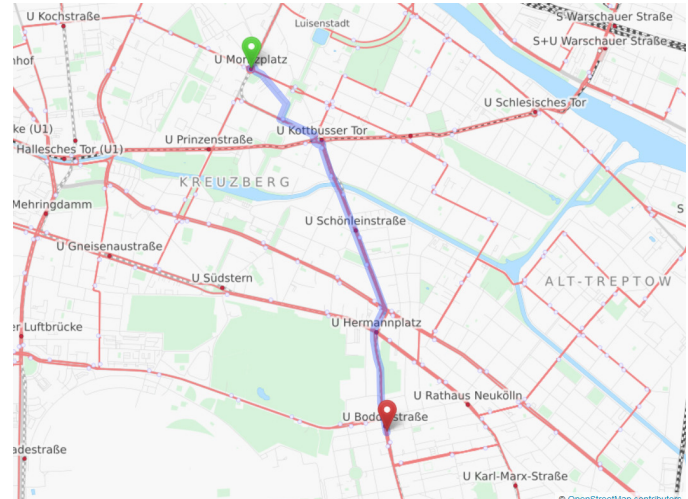 U Kochstraße
Luisenstadt
S Warschauer Straße
S+U Warschauer Straße
nhof
U Moritzplatz
U Schlesisches Tor
ke (U1)
U Prinzenstraße
U Kottbusser Tor
Hallesches Tor (U1)
KREUZBERG
Mehringdamm
S
U Schönleinstraße
U Gneisenaustraße
U Südstern
ALT-TREPTOW
er Luftbrücke
U Hermannplatz
U Rathaus Neukölln
U Boddinstraße
adestraße
U Karl-Marx-Straße
© OpenStreetMap contributors